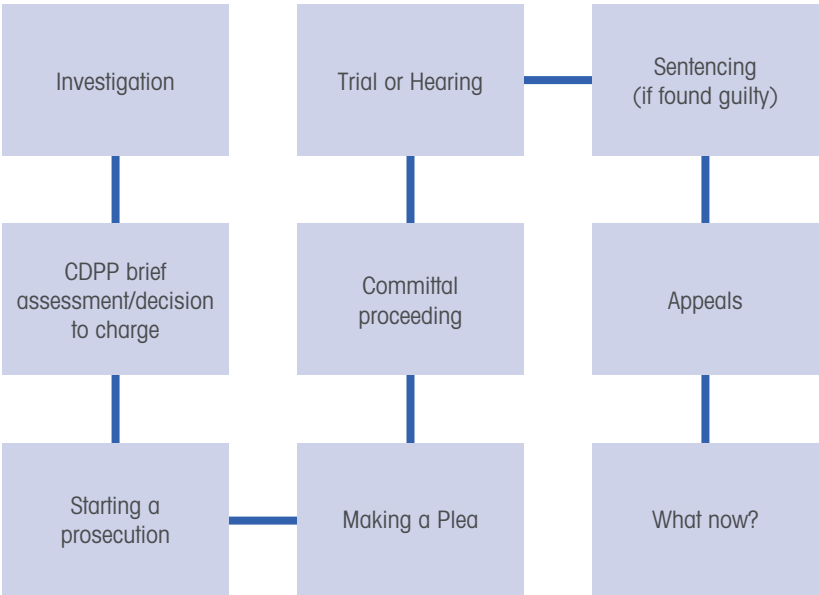 Investigation
CDPP brief
assessment/decision
to charge
Starting a
prosecution
Making a Plea
Committal
proceeding
Trial or Hearing
Sentencing
(if found guilty)
Appeals
What now?